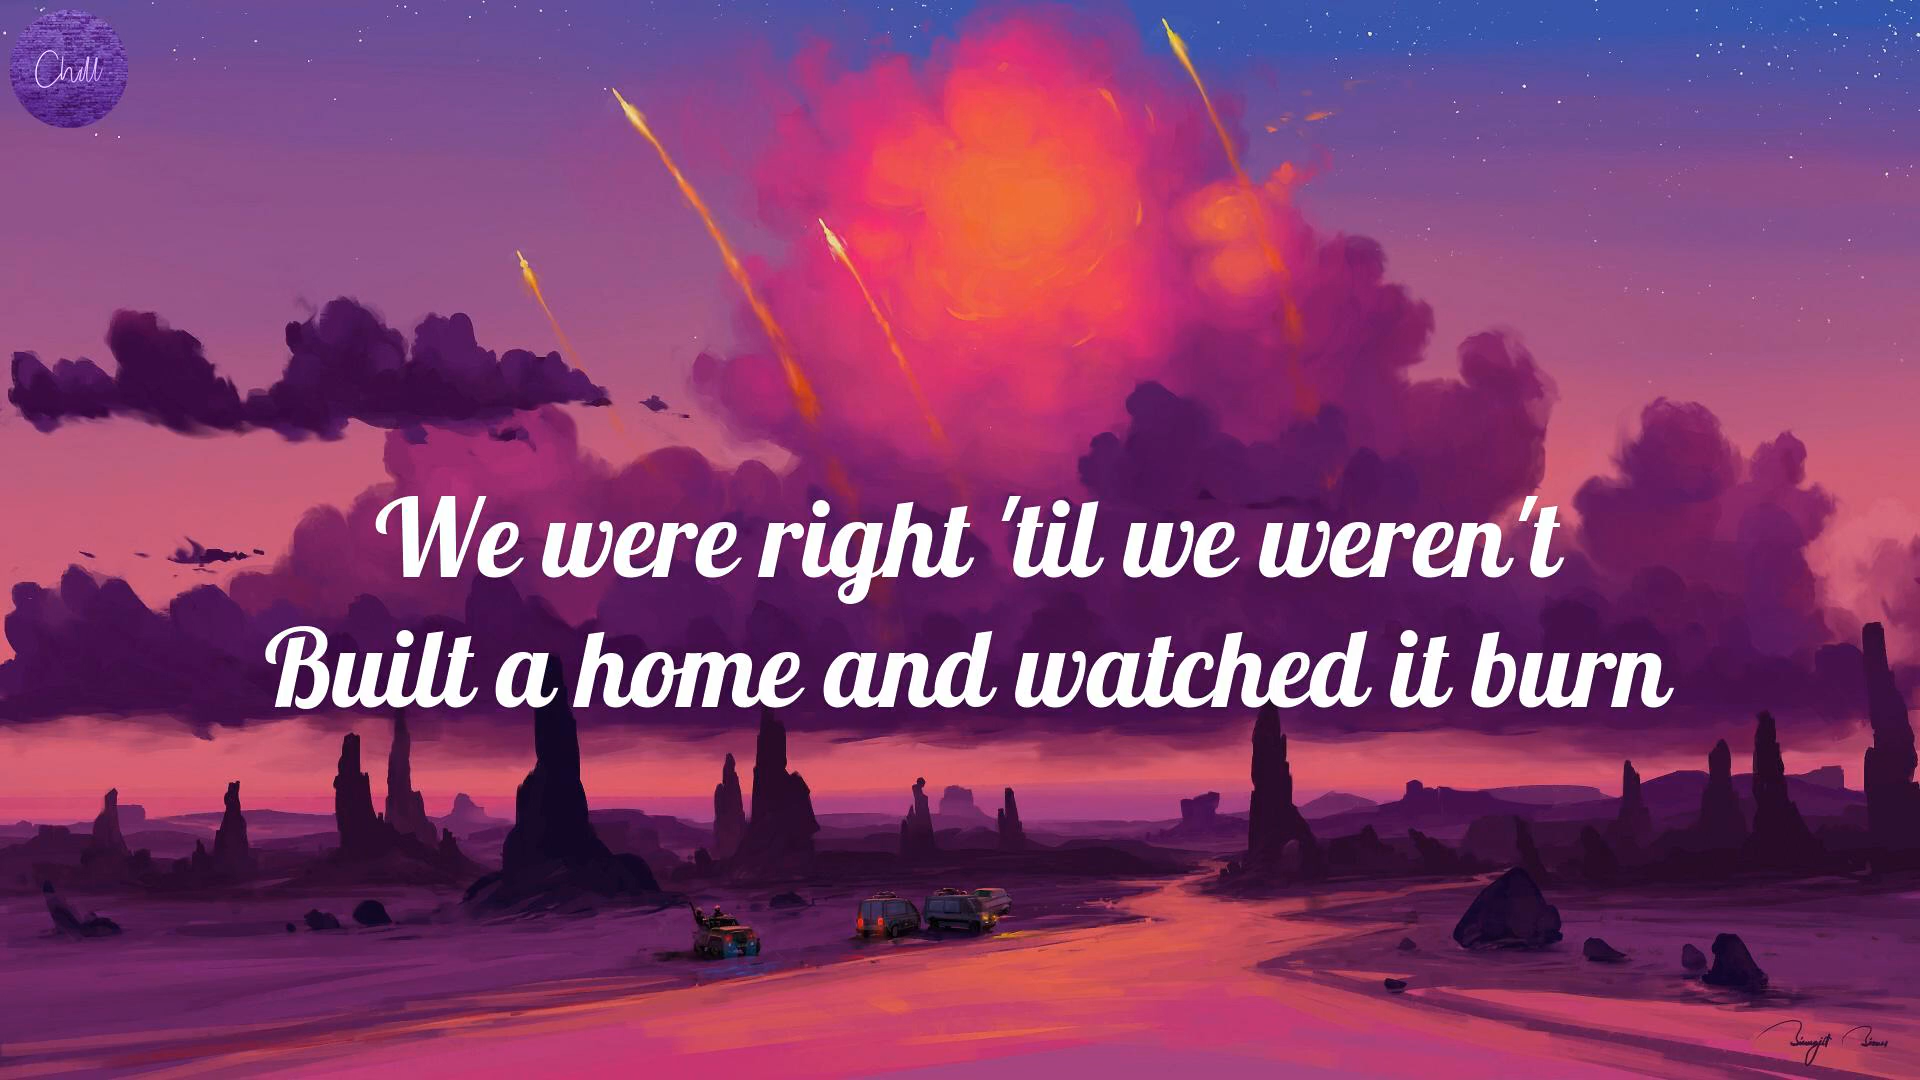 Chill
We were right 'til we weren't
Built a home and watched it burn